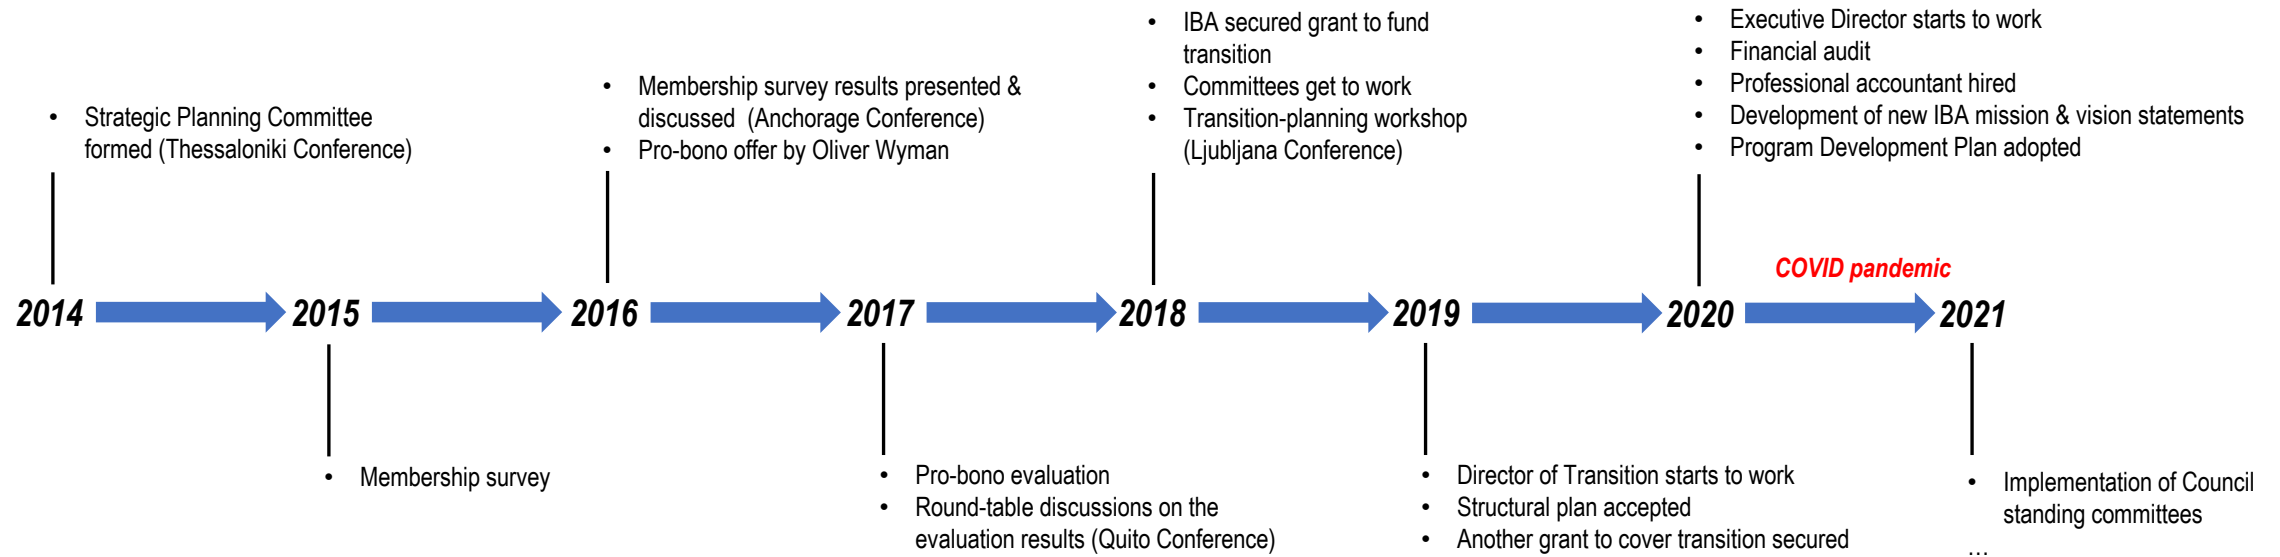 • Strategic Planning Committee
formed (Thessaloniki Conference)
• Membership survey results presented &
discussed (Anchorage Conference)
• Pro-bono offer by Oliver Wyman
• IBA secured grant to fund
transition
• Committees get to work
• Transition-planning workshop
(Ljubljana Conference)
• Executive Director starts to work
• Financial audit
• Professional accountant hired
• Development of new IBA mission & vision statements
• Program Development Plan adopted
COVID pandemic
2014 2015 2016 2017 2018 2019 2020 2021
• Membership survey
• Pro-bono evaluation
• Round-table discussions on the
evaluation results (Quito Conference)
• Director of Transition starts to work
• Structural plan accepted
• Another grant to cover transition secured
• Implementation of Council
standing committees
...